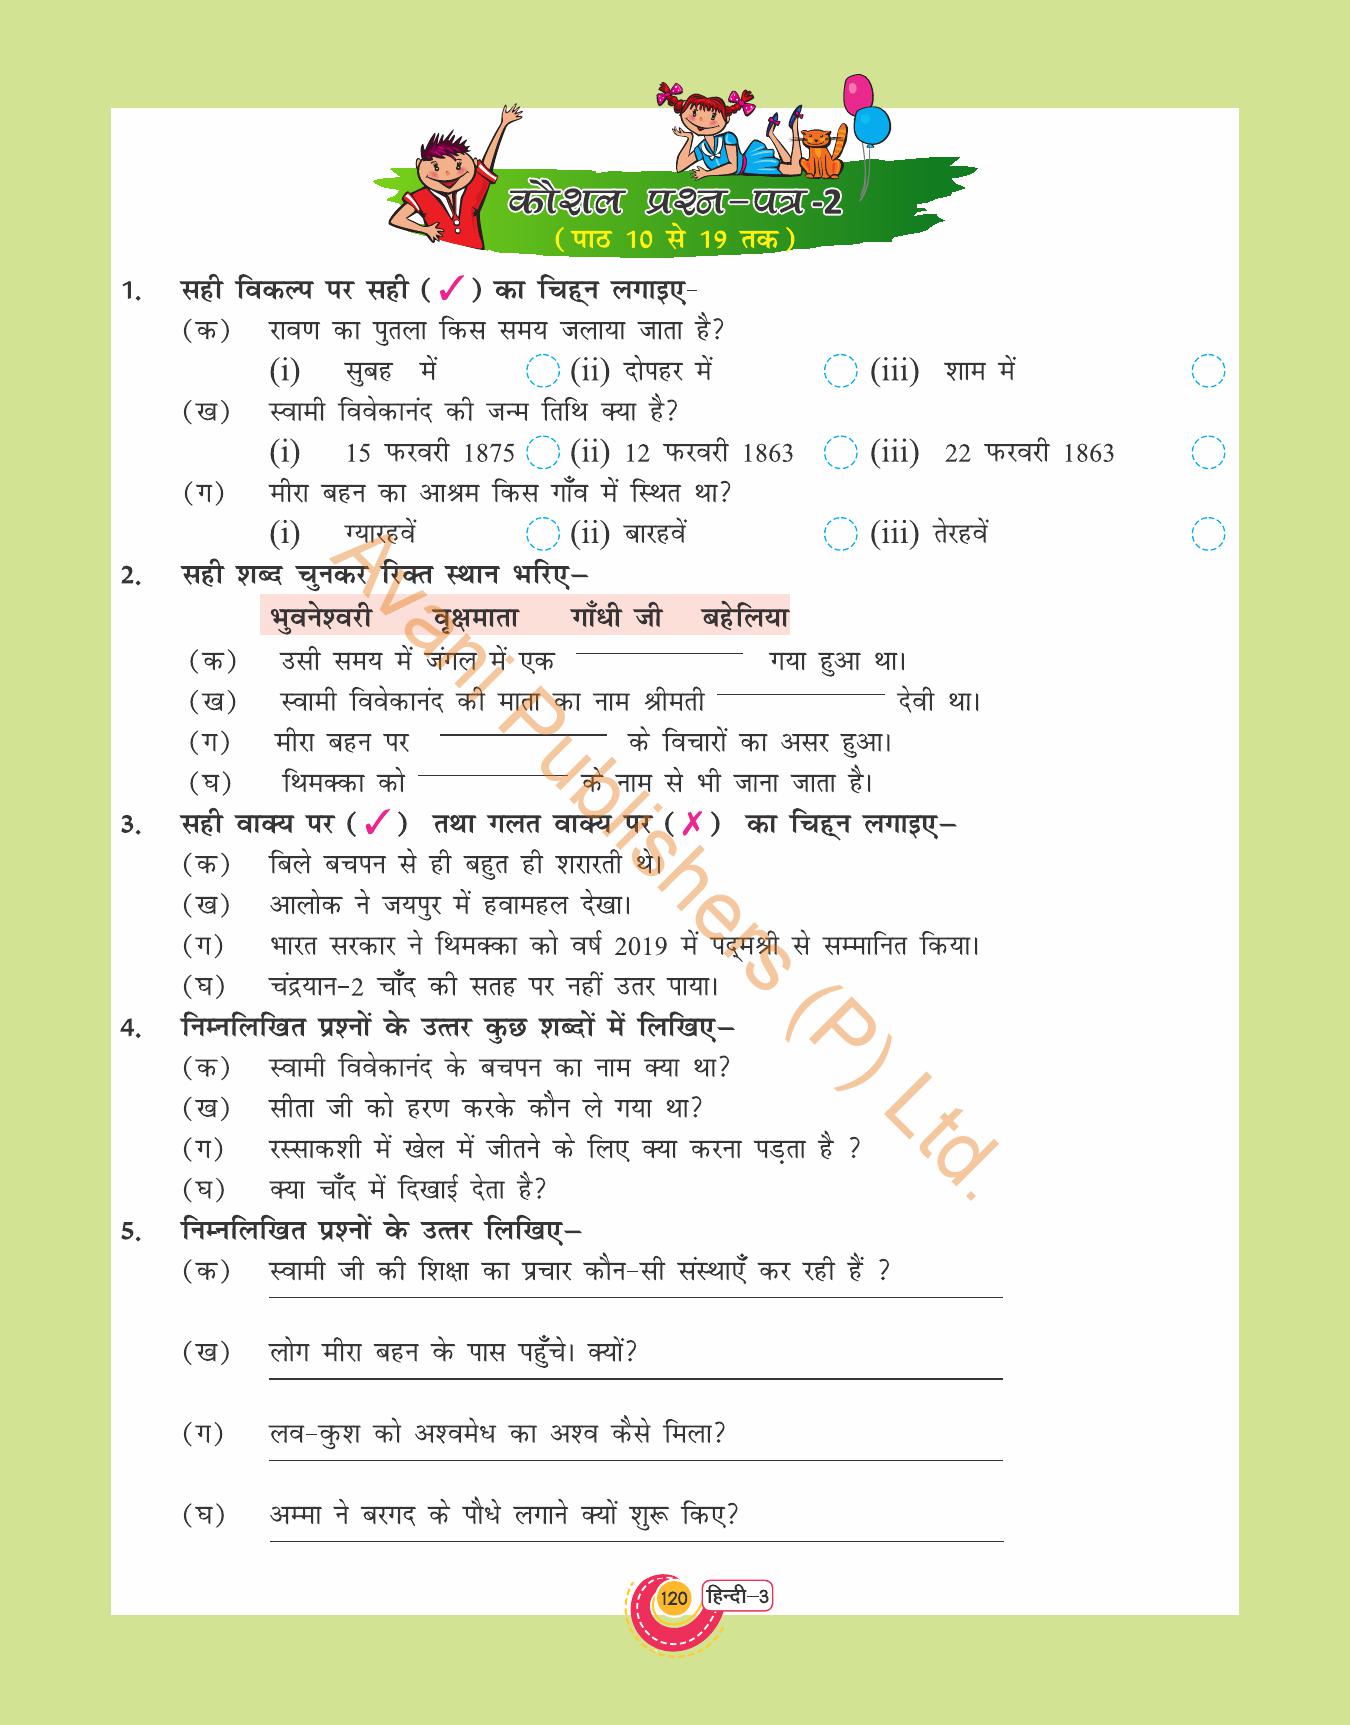 कौशल प्रश्न-पत्र-2
(पाठ 10 से 19 तक)
1. सही विकल्प पर सही (✓) का चिह्न लगाइए-
(क) रावण का पुतला किस समय जलाया जाता है?
(i) सुबह में (ii) दोपहर में (iii) शाम में
(ख) स्वामी विवेकानंद की जन्म तिथि क्या है?
(i) 15 फरवरी 1875 (ii) 12 फरवरी 1863 (iii) 22 फरवरी 1863
(ग) मीरा बहन का आश्रम किस गाँव में स्थित था?
(i) ग्यारहवें (ii) बारहवें (iii) तेरहवें
2. सही शब्द चुनकर रिक्त स्थान भरिए–
भुवनेश्वरी वृक्षमाता गाँधी जी बहेलिया
(क) उसी समय में जंगल में एक ____________ गया हुआ था।
(ख) स्वामी विवेकानंद की माता का नाम श्रीमती ____________ देवी था।
(ग) मीरा बहन पर ____________ के विचारों का असर हुआ।
(घ) थिमक्का को ____________ के नाम से भी जाना जाता है।
3. सही वाक्य पर (✓) तथा गलत वाक्य पर (✗) का चिह्न लगाइए–
(क) बिले बचपन से ही बहुत ही शरारती थे।
(ख) आलोक ने जयपुर में हवामहल देखा।
(ग) भारत सरकार ने थिमक्का को वर्ष 2019 में पद्मश्री से सम्मानित किया।
(घ) चंद्रयान-2 चाँद की सतह पर नहीं उतर पाया।
4. निम्नलिखित प्रश्नों के उत्तर कुछ शब्दों में लिखिए–
(क) स्वामी विवेकानंद के बचपन का नाम क्या था?
(ख) सीता जी को हरण करके कौन ले गया था?
(ग) रस्साकशी में खेल में जीतने के लिए क्या करना पड़ता है ?
(घ) क्या चाँद में दिखाई देता है?
5. निम्नलिखित प्रश्नों के उत्तर लिखिए–
(क) स्वामी जी की शिक्षा का प्रचार कौन-सी संस्थाएँ कर रही हैं ?
(ख) लोग मीरा बहन के पास पहुँचे। क्यों?
(ग) लव-कुश को अश्वमेध का अश्व कैसे मिला?
(घ) अम्मा ने बरगद के पौधे लगाने क्यों शुरू किए?
120 हिन्दी-3
Avani Publishers (P) Ltd.